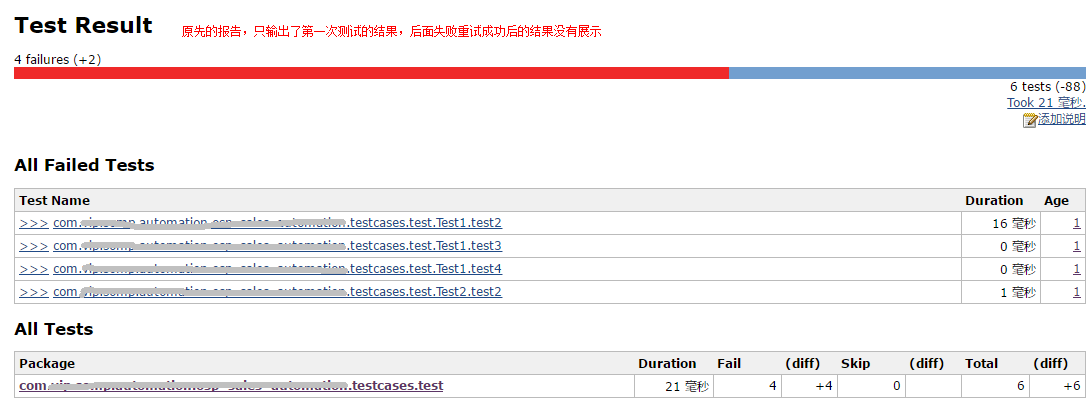 Test Result
原先的报告，只输出了第一次测试的结果，后面失败重试成功后的结果没有展示
4 failures (+2)
6 tests (-88)
Took 21 毫秒.
添加说明
All Failed Tests
Test Name Duration Age
>>> com. .testcases.test.Test1.test2 16 毫秒 1
>>> com. .testcases.test.Test1.test3 0 毫秒 1
>>> com. .testcases.test.Test1.test4 0 毫秒 1
>>> com. .testcases.test.Test2.test2 1 毫秒 1
All Tests
Package Duration Fail (diff) Skip (diff) Total (diff)
com. .testcases.test 21 毫秒 4 +4 0 6 +6